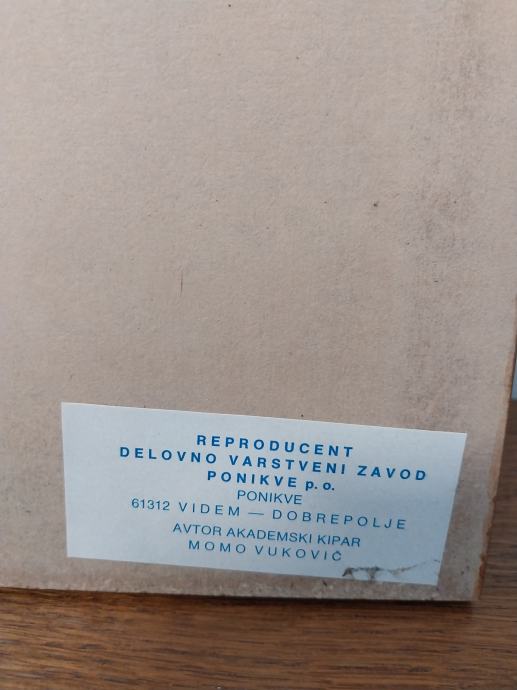 REPRODUCENT
DELOVNO VARSTVENI ZAVOD
PONIKVE p. o.
PONIKVE
61312 VIDEM — DOBREPOLJE
AVTOR AKADEMSKI KIPAR
MOMO VUKOVIČ